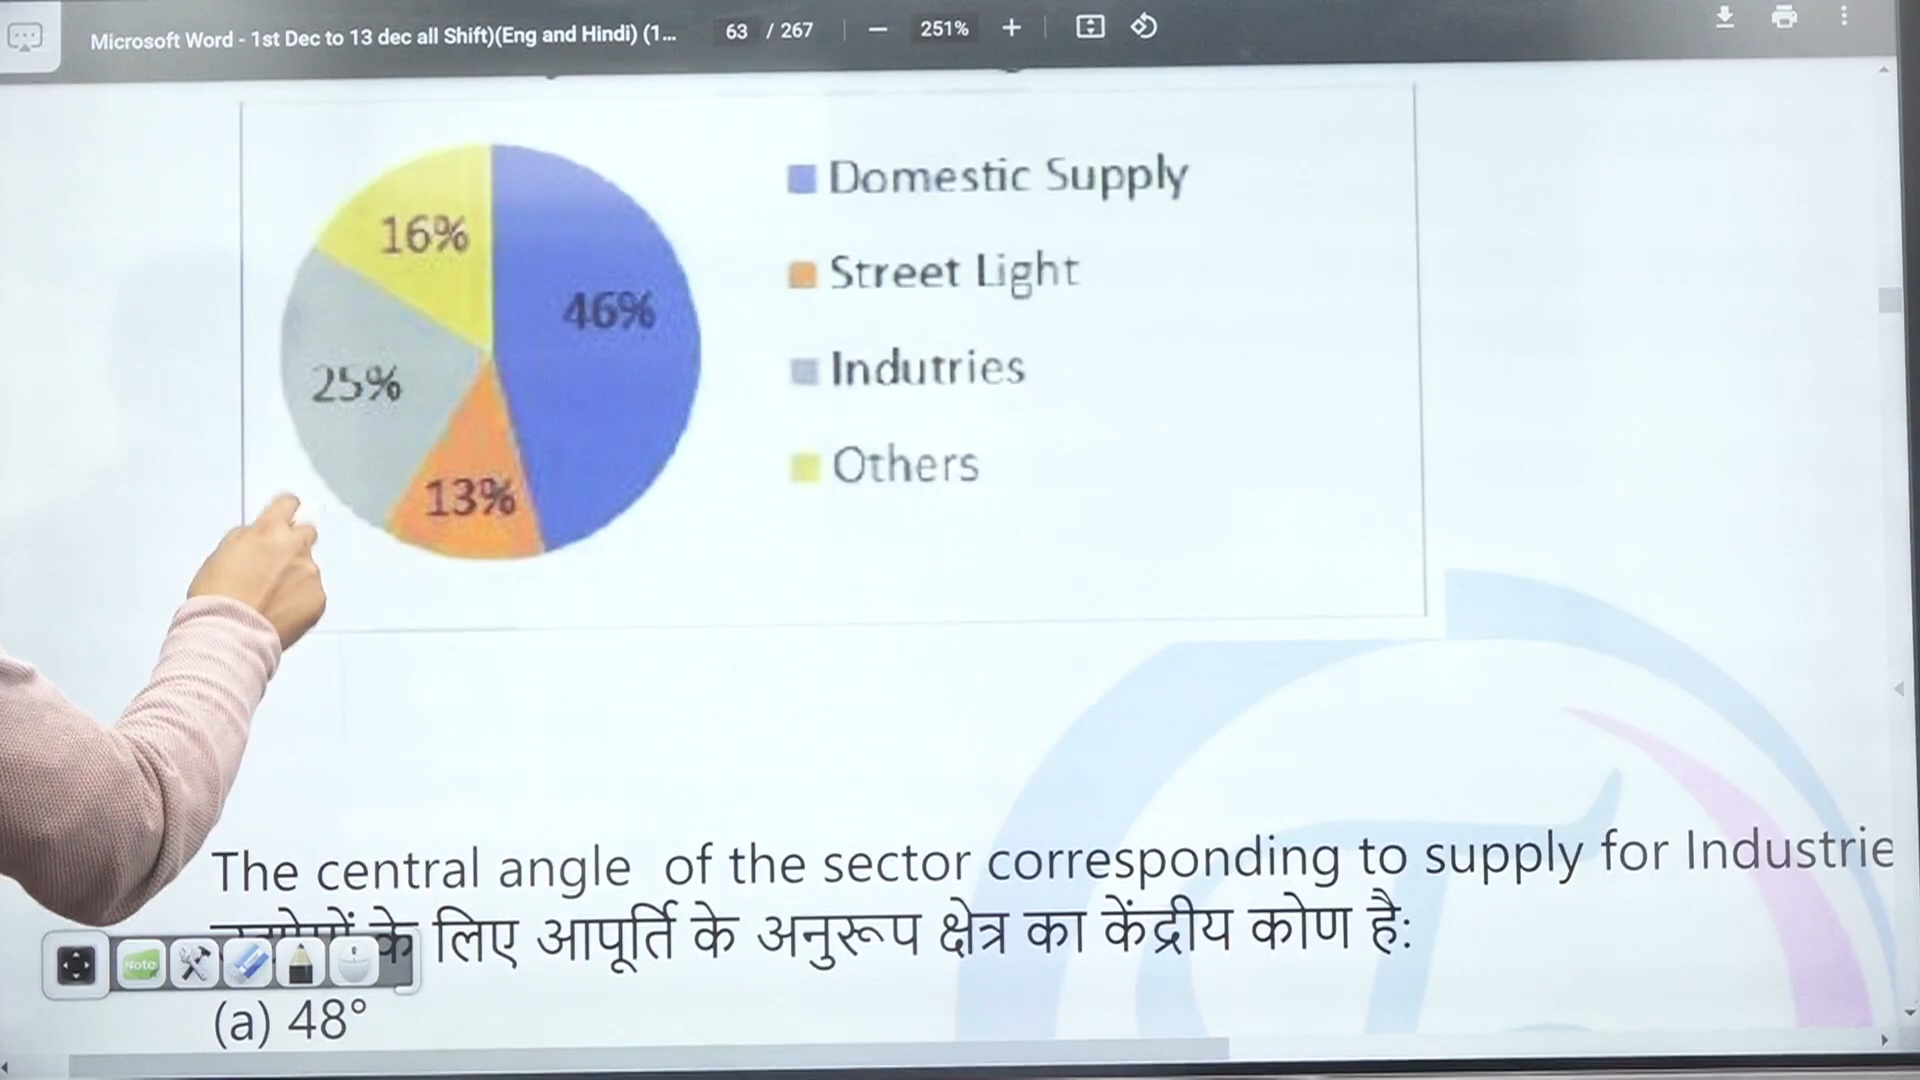 Microsoft Word - 1st Dec to 13 dec all Shift)(Eng and Hindi) (1...
63 / 267
251%
16%
46%
25%
13%
Domestic Supply
Street Light
Indutries
Others
The central angle of the sector corresponding to supply for Industrie
के लिए आपूर्ति के अनुरूप क्षेत्र का केंद्रीय कोण है:
Note
(a) 48°